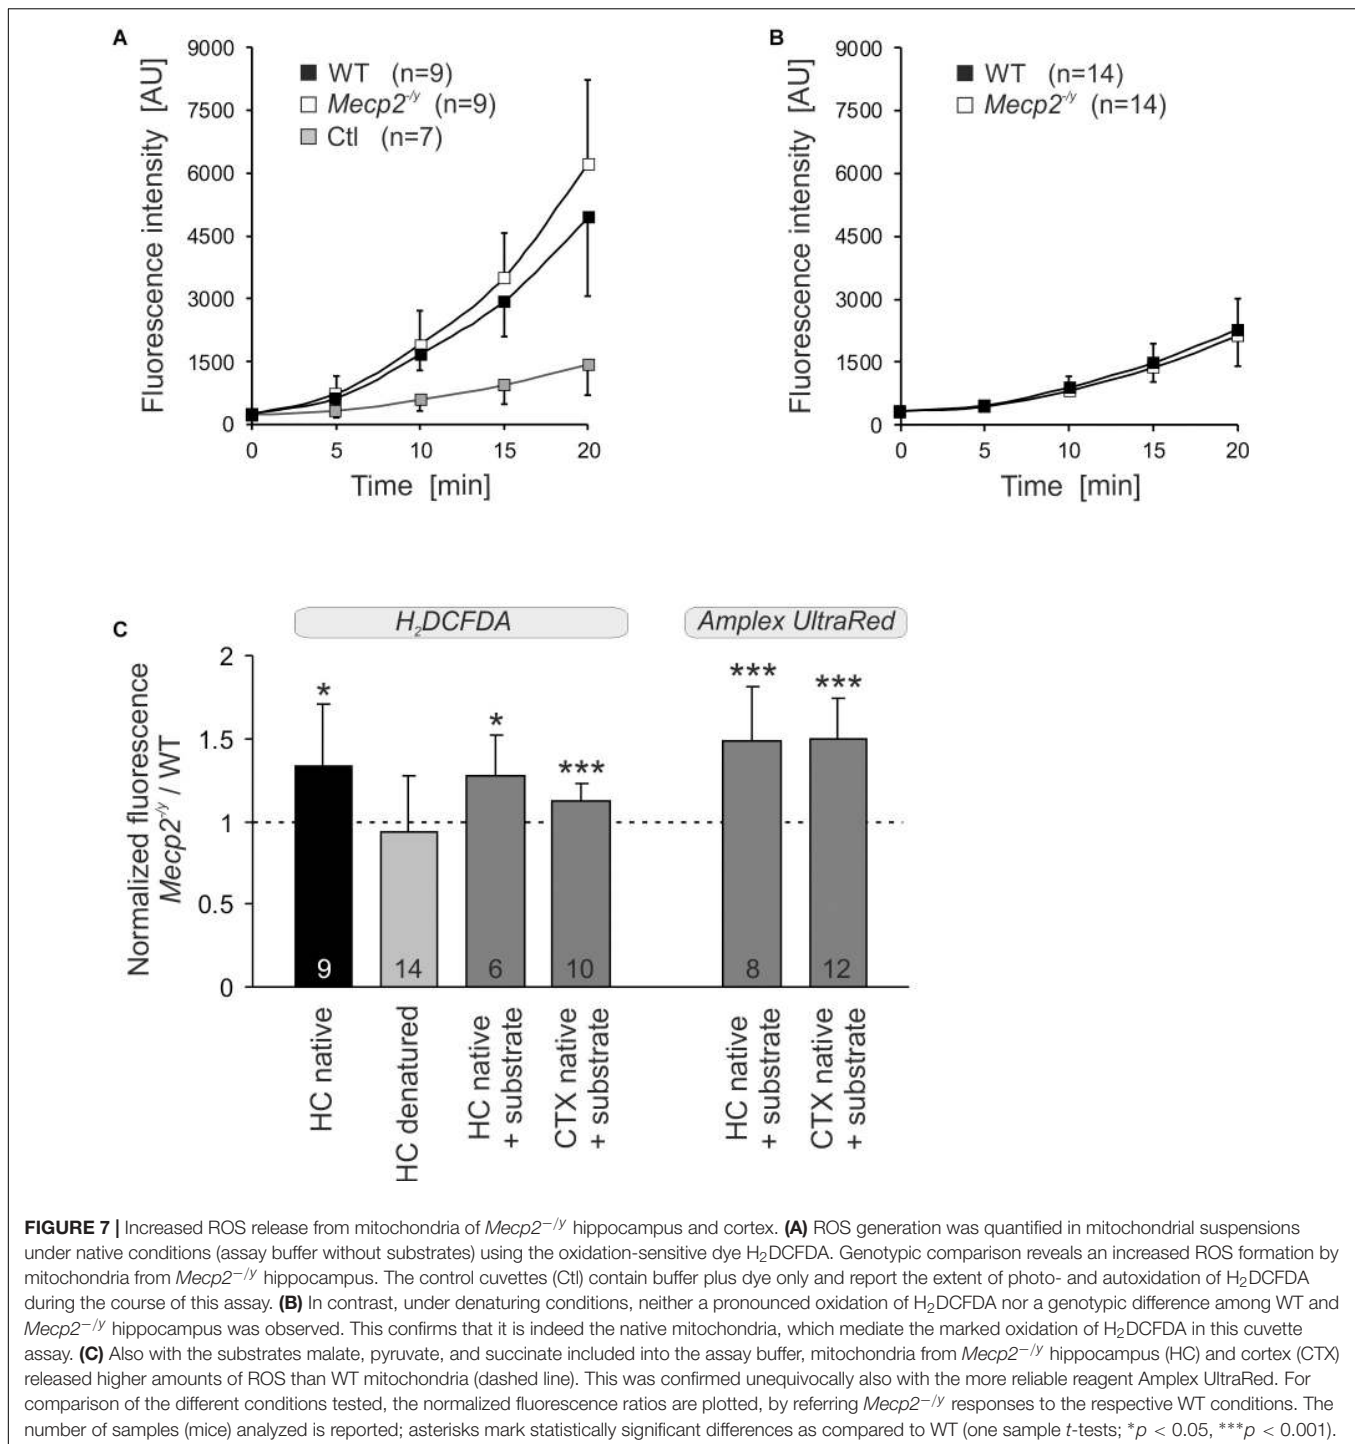 A
9000
7500
6000
4500
3000
1500
0
Fluorescence intensity [AU]
WT (n=9)
Mecp2-/y (n=9)
Ctl (n=7)
0 5 10 15 20
Time [min]
B
9000
7500
6000
4500
3000
1500
0
Fluorescence intensity [AU]
WT (n=14)
Mecp2-/y (n=14)
0 5 10 15 20
Time [min]
C
H2DCFDA
Amplex UltraRed
Normalized fluorescence
Mecp2-/y / WT
2
1.5
1
0.5
0
* * *** *** ***
9 14 6 10 8 12
HC native
HC denatured
HC native
+ substrate
CTX native
+ substrate
HC native
+ substrate
CTX native
+ substrate
FIGURE 7 | Increased ROS release from mitochondria of Mecp2−/y hippocampus and cortex. (A) ROS generation was quantified in mitochondrial suspensions
under native conditions (assay buffer without substrates) using the oxidation-sensitive dye H2DCFDA. Genotypic comparison reveals an increased ROS formation by
mitochondria from Mecp2−/y hippocampus. The control cuvettes (Ctl) contain buffer plus dye only and report the extent of photo- and autoxidation of H2DCFDA
during the course of this assay. (B) In contrast, under denaturing conditions, neither a pronounced oxidation of H2DCFDA nor a genotypic difference among WT and
Mecp2−/y hippocampus was observed. This confirms that it is indeed the native mitochondria, which mediate the marked oxidation of H2DCFDA in this cuvette
assay. (C) Also with the substrates malate, pyruvate, and succinate included into the assay buffer, mitochondria from Mecp2−/y hippocampus (HC) and cortex (CTX)
released higher amounts of ROS than WT mitochondria (dashed line). This was confirmed unequivocally also with the more reliable reagent Amplex UltraRed. For
comparison of the different conditions tested, the normalized fluorescence ratios are plotted, by referring Mecp2−/y responses to the respective WT conditions. The
number of samples (mice) analyzed is reported; asterisks mark statistically significant differences as compared to WT (one sample t-tests; *p < 0.05, ***p < 0.001).